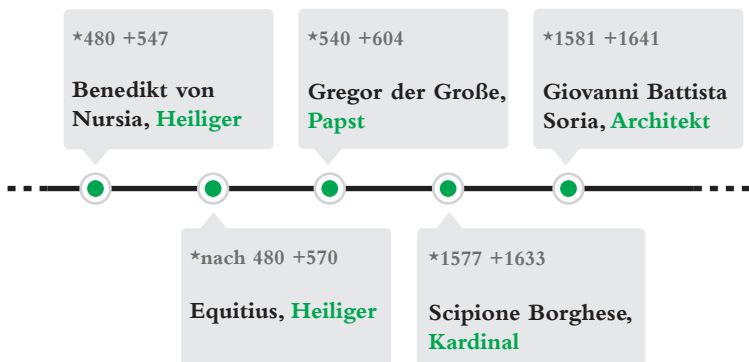 ★480 +547
Benedikt von
Nursia, Heiliger
★540 +604
Gregor der Große,
Papst
★1581 +1641
Giovanni Battista
Soria, Architekt
★nach 480 +570
Equitius, Heiliger
★1577 +1633
Scipione Borghese,
Kardinal